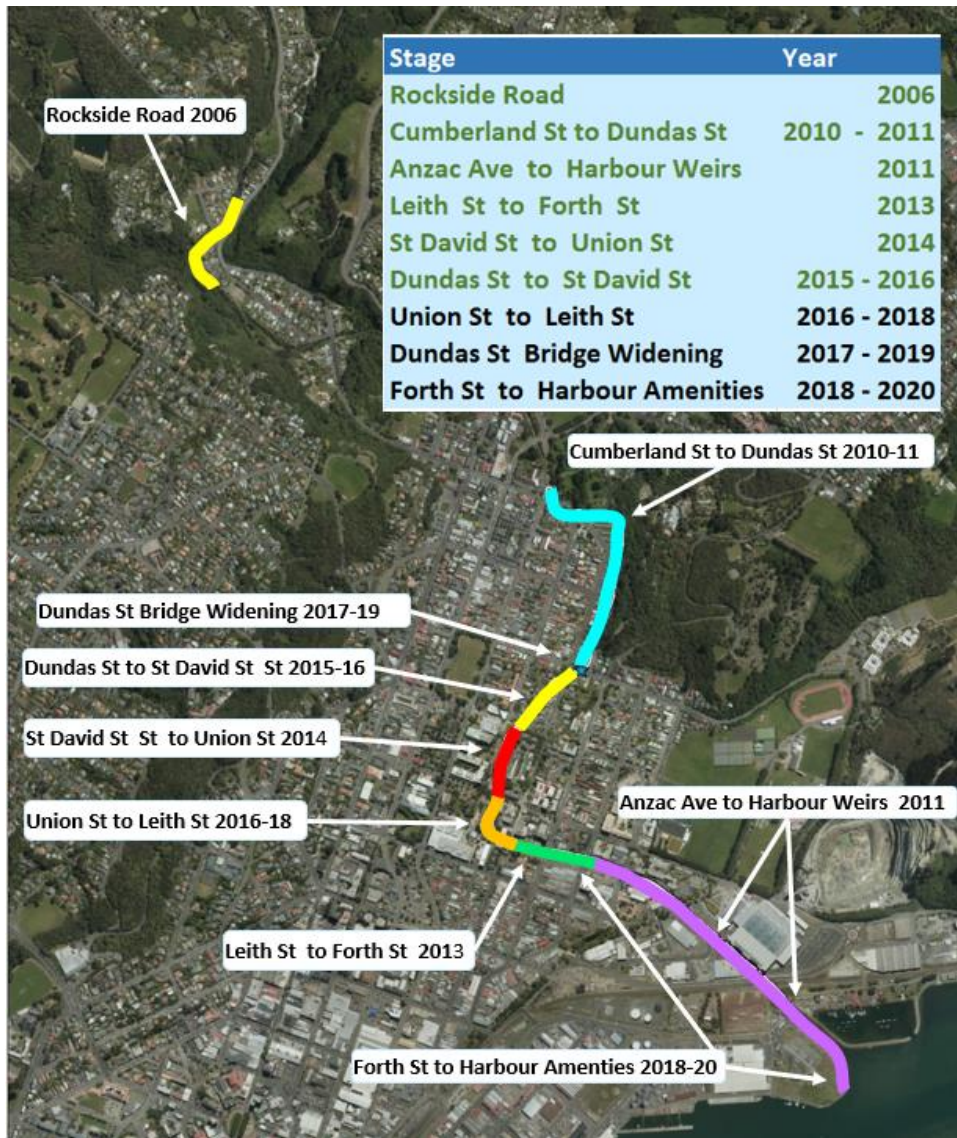 Stage Year
Rockside Road 2006
Cumberland St to Dundas St 2010 - 2011
Anzac Ave to Harbour Weirs 2011
Leith St to Forth St 2013
St David St to Union St 2014
Dundas St to St David St 2015 - 2016
Union St to Leith St 2016 - 2018
Dundas St Bridge Widening 2017 - 2019
Forth St to Harbour Amenities 2018 - 2020
Rockside Road 2006
Cumberland St to Dundas St 2010-11
Dundas St Bridge Widening 2017-19
Dundas St to St David St St 2015-16
St David St St to Union St 2014
Anzac Ave to Harbour Weirs 2011
Union St to Leith St 2016-18
Leith St to Forth St 2013
Forth St to Harbour Amenties 2018-20